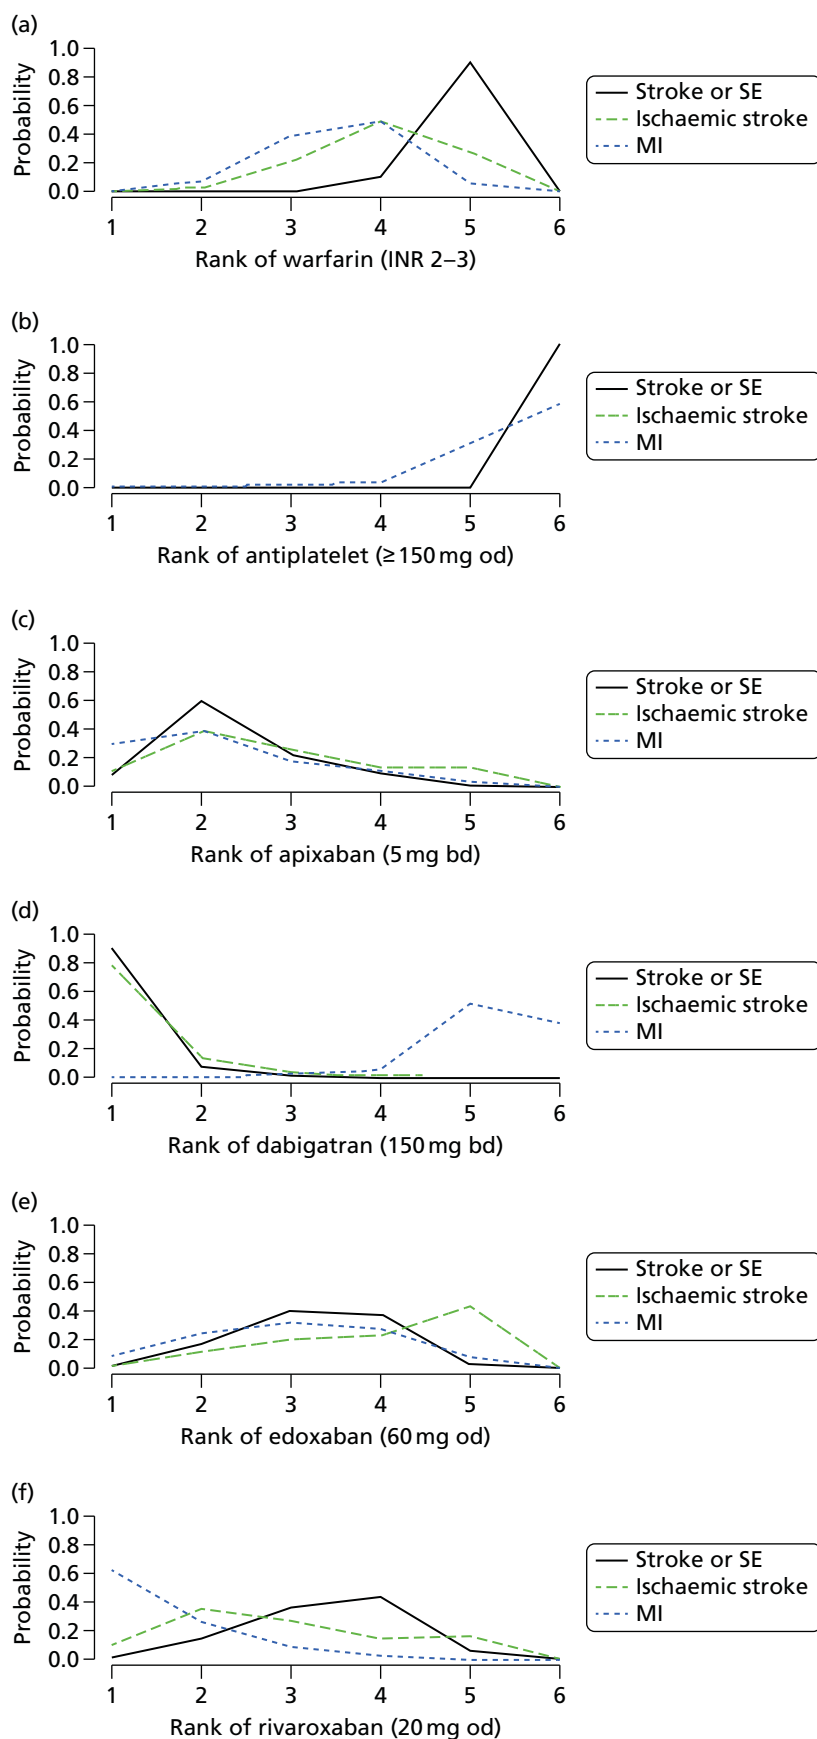 (a)
1.0
0.8
0.6
0.4
0.2
0.0
Probability
1 2 3 4 5 6
Rank of warfarin (INR 2–3)
Stroke or SE
Ischaemic stroke
MI
(b)
1.0
0.8
0.6
0.4
0.2
0.0
Probability
1 2 3 4 5 6
Rank of antiplatelet (≥150 mg od)
Stroke or SE
Ischaemic stroke
MI
(c)
1.0
0.8
0.6
0.4
0.2
0.0
Probability
1 2 3 4 5 6
Rank of apixaban (5 mg bd)
Stroke or SE
Ischaemic stroke
MI
(d)
1.0
0.8
0.6
0.4
0.2
0.0
Probability
1 2 3 4 5 6
Rank of dabigatran (150 mg bd)
Stroke or SE
Ischaemic stroke
MI
(e)
1.0
0.8
0.6
0.4
0.2
0.0
Probability
1 2 3 4 5 6
Rank of edoxaban (60 mg od)
Stroke or SE
Ischaemic stroke
MI
(f)
1.0
0.8
0.6
0.4
0.2
0.0
Probability
1 2 3 4 5 6
Rank of rivaroxaban (20 mg od)
Stroke or SE
Ischaemic stroke
MI